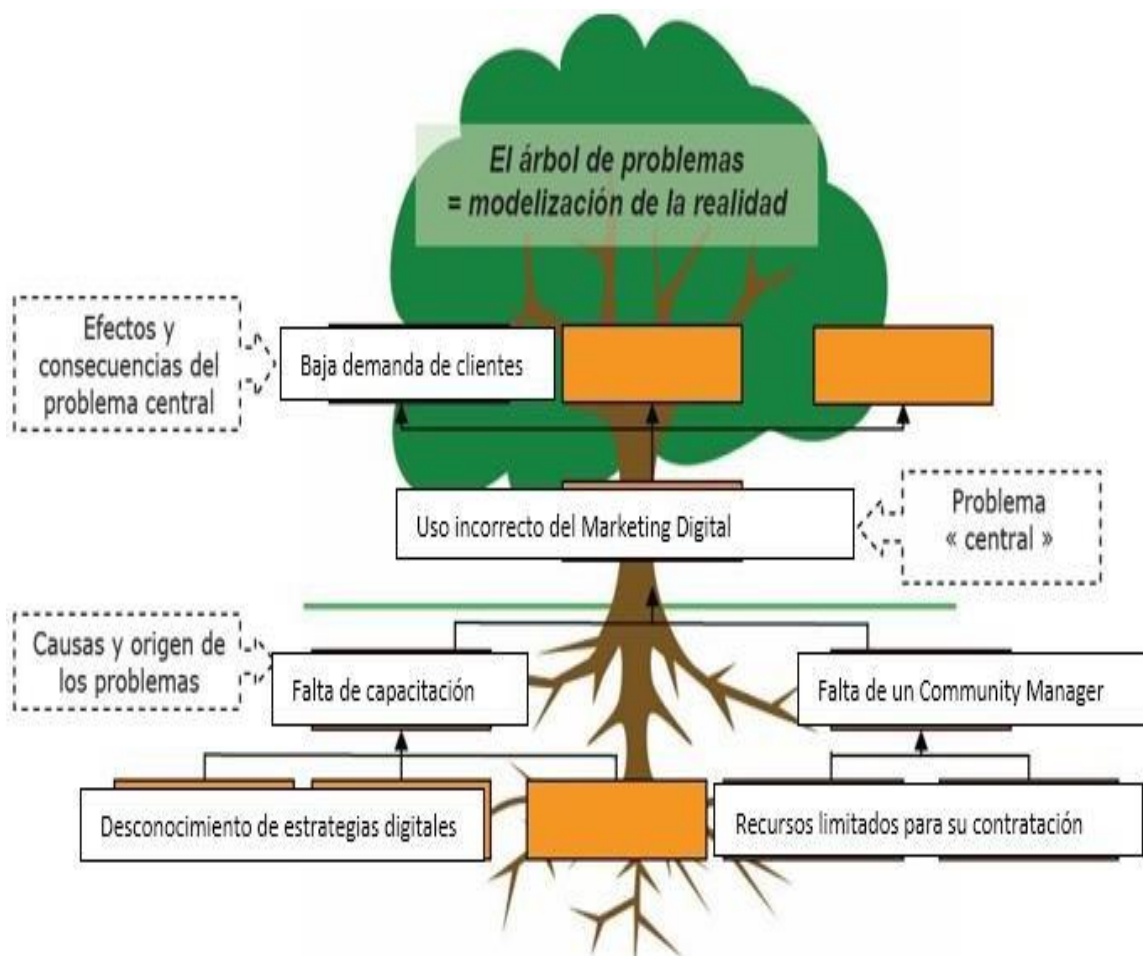 El árbol de problemas
= modelización de la realidad
Efectos y
consecuencias del
problema central
Baja demanda de clientes
Uso incorrecto del Marketing Digital
Problema
« central »
Causas y origen de
los problemas
Falta de capacitación
Falta de un Community Manager
Desconocimiento de estrategias digitales
Recursos limitados para su contratación